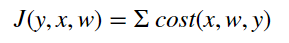 J(y, x, w) = Σ cost(x, w, y)